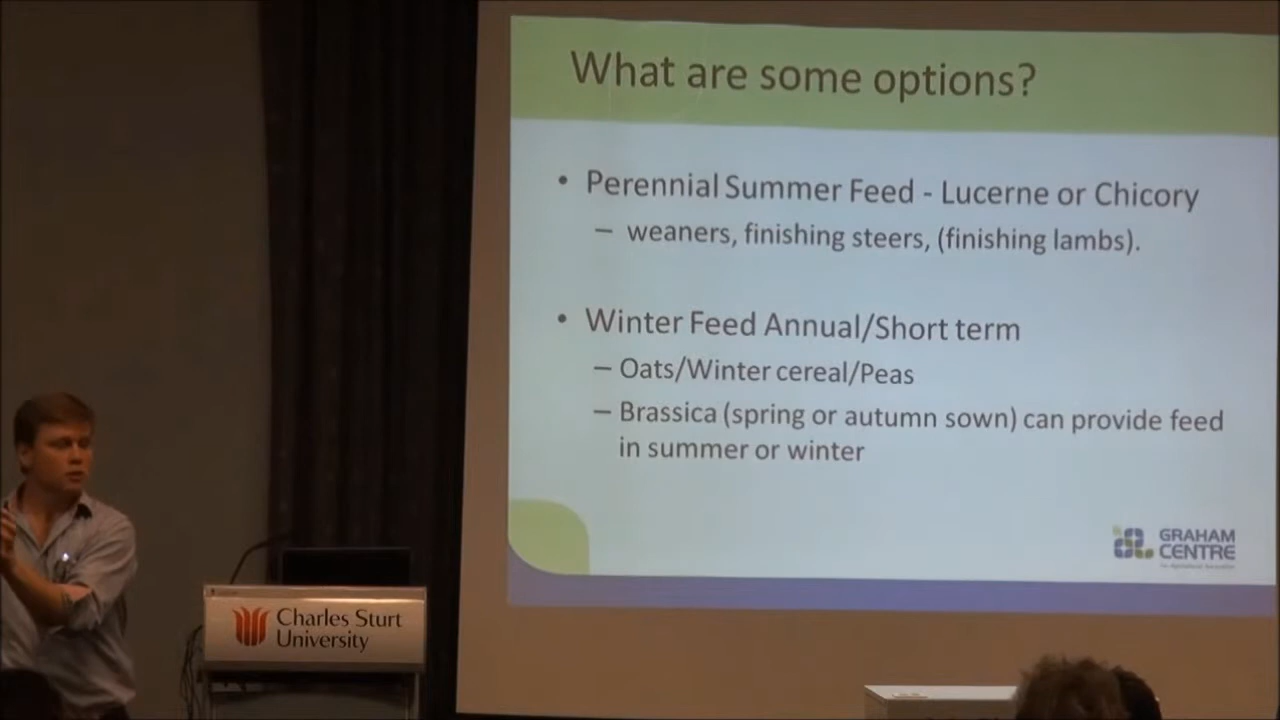 What are some options?
• Perennial Summer Feed - Lucerne or Chicory
– weaners, finishing steers, (finishing lambs).
• Winter Feed Annual/Short term
– Oats/Winter cereal/Peas
– Brassica (spring or autumn sown) can provide feed
in summer or winter
GRAHAM
CENTRE
Charles Sturt
University